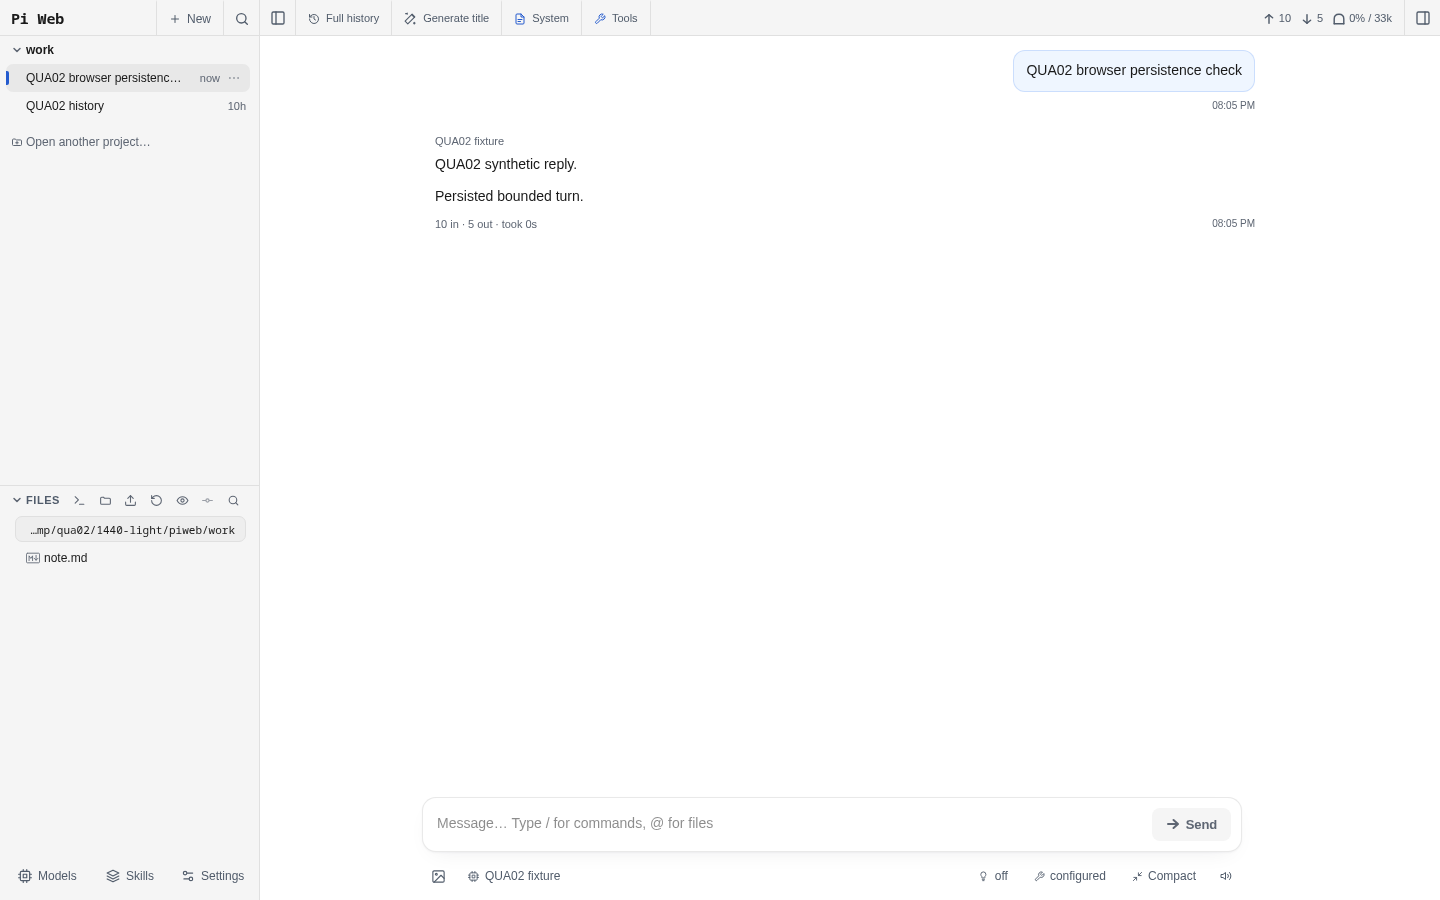 Pi Web
New
Full history
Generate title
System
Tools
10
5
0% / 33k
work
QUA02 browser persistenc…
now
QUA02 history
10h
Open another project…
QUA02 browser persistence check
08:05 PM
QUA02 fixture
QUA02 synthetic reply.
Persisted bounded turn.
10 in · 5 out · took 0s
08:05 PM
FILES
…mp/qua02/1440-light/piweb/work
note.md
Message… Type / for commands, @ for files
Send
Models
Skills
Settings
QUA02 fixture
off
configured
Compact